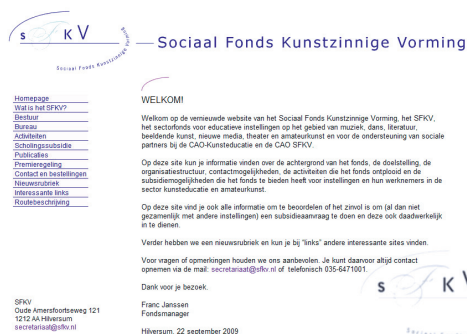 s F K V
Sociaal Fonds Kunstzinnige Vorming
Sociaal Fonds Kunstzinnige Vorming
Homepage
Wat is het SFKV?
Bestuur
Bureau
Activiteiten
Scholingssubsidie
Publicaties
Premieregeling
Contact en bestellingen
Nieuwsrubriek
Interessante links
Routebeschrijving
SFKV
Oude Amersfoortseweg 121
1212 AA Hilversum
secretariaat@sfkv.nl
WELKOM!
Welkom op de vernieuwde website van het Sociaal Fonds Kunstzinnige Vorming, het SFKV,
het sectorfonds voor educatieve instellingen op het gebied van muziek, dans, literatuur,
beeldende kunst, nieuwe media, theater en amateurkunst en voor de ondersteuning van sociale
partners bij de CAO-Kunsteducatie en de CAO SFKV.
Op deze site kun je informatie vinden over de achtergrond van het fonds, de doelstelling, de
organisatiestructuur, contactmogelijkheden, de activiteiten die het fonds ontplooid en de
subsidiemogelijkheden die het fonds te bieden heeft voor instellingen en hun werknemers in de
sector kunsteducatie en amateurkunst.
Op deze site vind je ook alle informatie om te beoordelen of het zinvol is om (al dan niet
gezamenlijk met andere instellingen) een subsidieaanvraag te doen en deze ook daadwerkelijk
in te dienen.
Verder hebben we een nieuwsrubriek en kun je bij "links" andere interessante sites vinden.
Voor vragen of opmerkingen houden we ons aanbevolen. Je kunt daarvoor altijd contact
opnemen via de mail: secretariaat@sfkv.nl of telefonisch 035-6471001.
Dank voor je bezoek.
Franc Janssen
Fondsmanager
Hilversum, 22 september 2009
s F K V